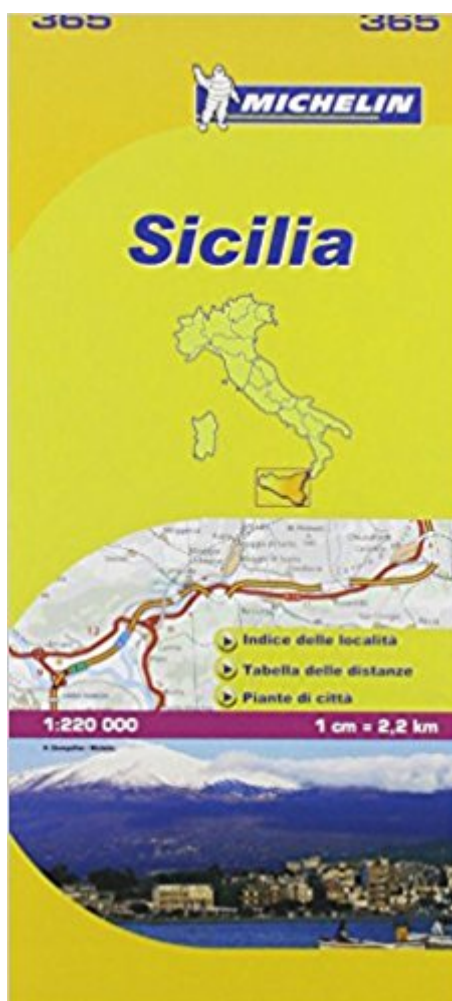 365 365
MICHELIN
Sicilia
Indice delle località
Tabella delle distanze
Piante di città
1:220 000 1 cm = 2,2 km